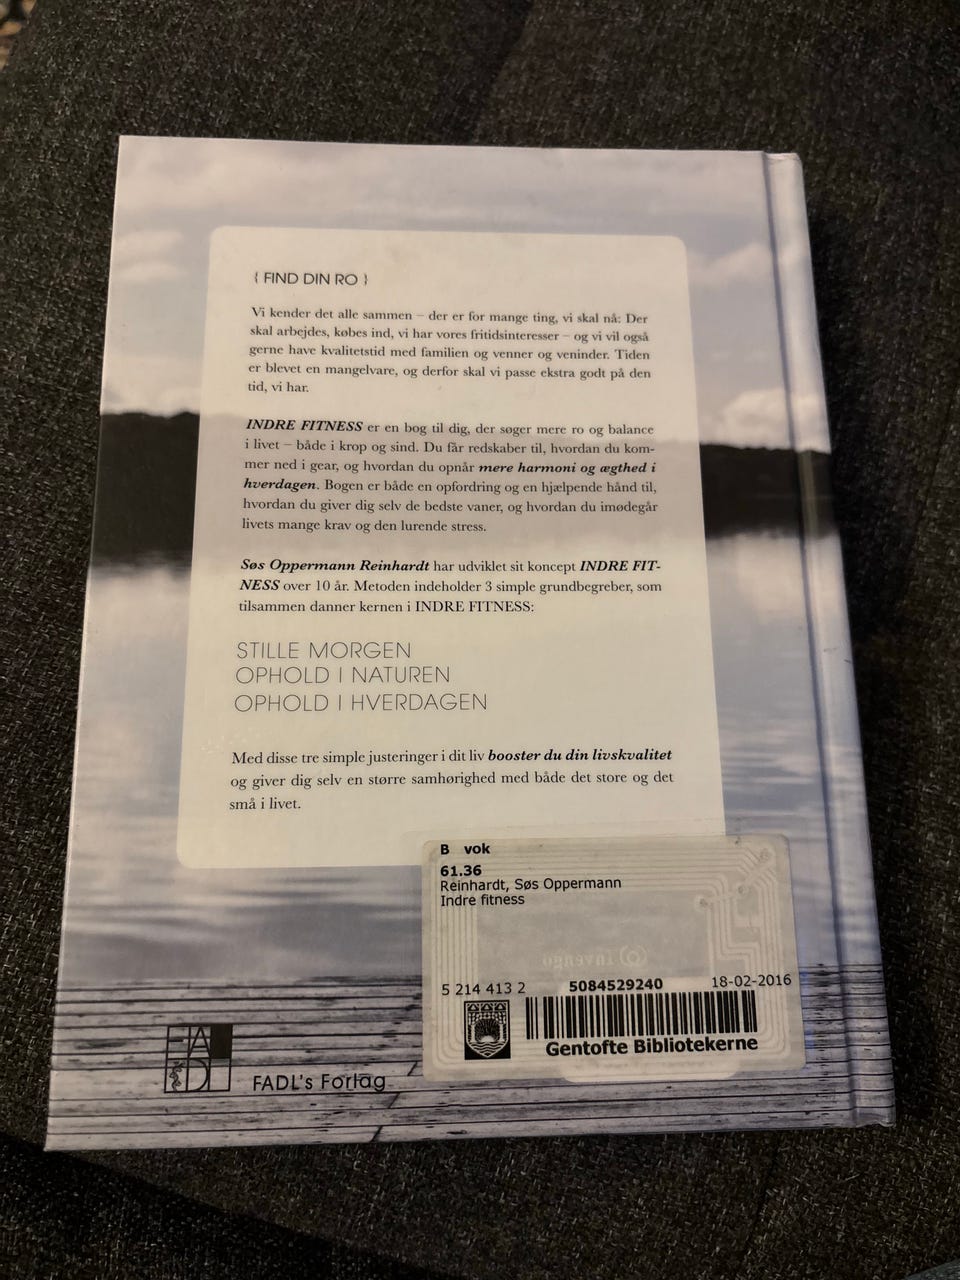 { FIND DIN RO }
Vi kender det alle sammen – der er for mange ting, vi skal nå: Der
skal arbejdes, købes ind, vi har vores fritidsinteresser – og vi vil også
gerne have kvalitetstid med familien og venner og veninder. Tiden
er blevet en mangelvare, og derfor skal vi passe ekstra godt på den
tid, vi har.
INDRE FITNESS er en bog til dig, der søger mere ro og balance
i livet – både i krop og sind. Du får redskaber til, hvordan du kom-
mer ned i gear, og hvordan du opnår mere harmoni og ægthed i
hverdagen. Bogen er både en opfordring og en hjælpende hånd til,
hvordan du giver dig selv de bedste vaner, og hvordan du imødegår
livets mange krav og den lurende stress.
Søs Oppermann Reinhardt har udviklet sit koncept INDRE FIT-
NESS over 10 år. Metoden indeholder 3 simple grundbegreber, som
tilsammen danner kernen i INDRE FITNESS:
STILLE MORGEN
OPHOLD I NATUREN
OPHOLD I HVERDAGEN
Med disse tre simple justeringer i dit liv booster du din livskvalitet
og giver dig selv en større samhørighed med både det store og det
små i livet.
B vok
61.36
Reinhardt, Søs Oppermann
Indre fitness
Invengo
5 214 413 2 5084529240 18-02-2016
Gentofte Bibliotekerne
FADL
FADL's Forlag